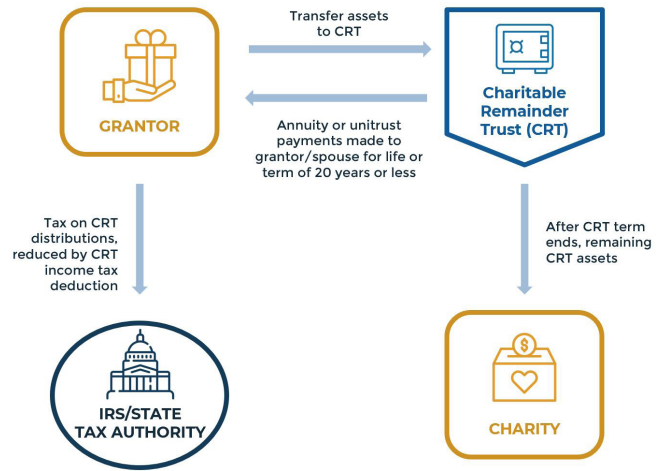 Transfer assets
to CRT
GRANTOR
Charitable
Remainder
Trust (CRT)
Annuity or unitrust
payments made to
grantor/spouse for life or
term of 20 years or less
Tax on CRT
distributions,
reduced by CRT
income tax
deduction
After CRT term
ends, remaining
CRT assets
$
IRS/STATE
TAX AUTHORITY
CHARITY